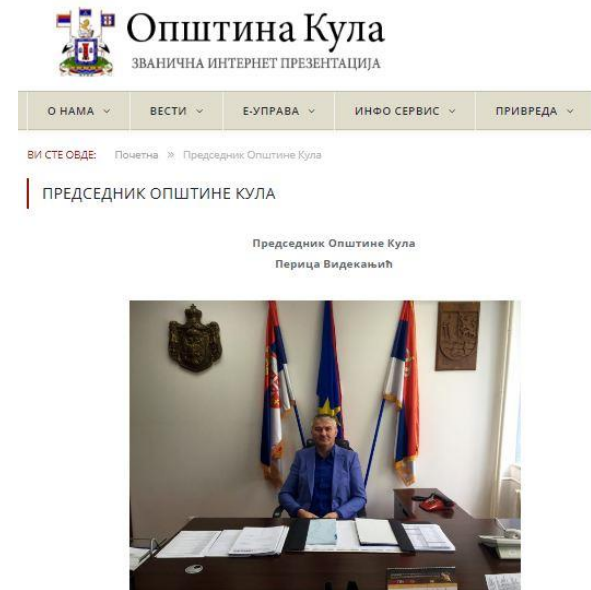 Општина Кула
ЗВАНИЧНА ИНТЕРНЕТ ПРЕЗЕНТАЦИЈА
О НАМА ВЕСТИ Е-УПРАВА ИНФО СЕРВИС ПРИВРЕДА
ВИ СТЕ ОВДЕ: Почетна » Председник Општине Кула
ПРЕДСЕДНИК ОПШТИНЕ КУЛА
Председник Општине Кула
Перица Видекањић